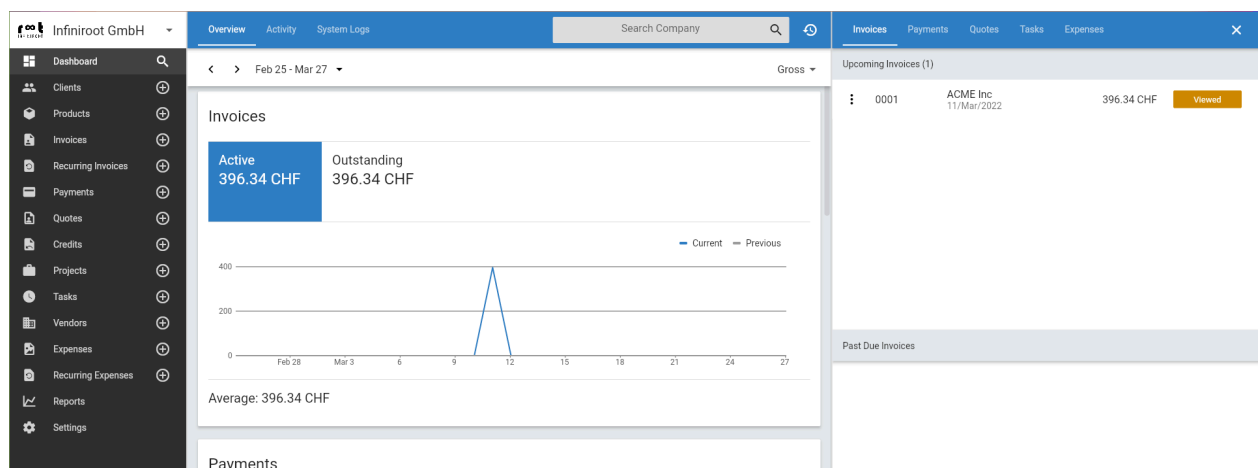 Infiniroot GmbH
Dashboard
Clients
Products
Invoices
Recurring Invoices
Payments
Quotes
Credits
Projects
Tasks
Vendors
Expenses
Recurring Expenses
Reports
Settings
Overview Activity System Logs Search Company
Feb 25 - Mar 27 Gross
Invoices
Active Outstanding
396.34 CHF 396.34 CHF
Current Previous
400
200
0
Feb 28 Mar 3 6 9 12 15 18 21 24 27
Average: 396.34 CHF
Payments
Invoices Payments Quotes Tasks Expenses
Upcoming Invoices (1)
0001 ACME Inc 396.34 CHF Viewed
11/Mar/2022
Past Due Invoices